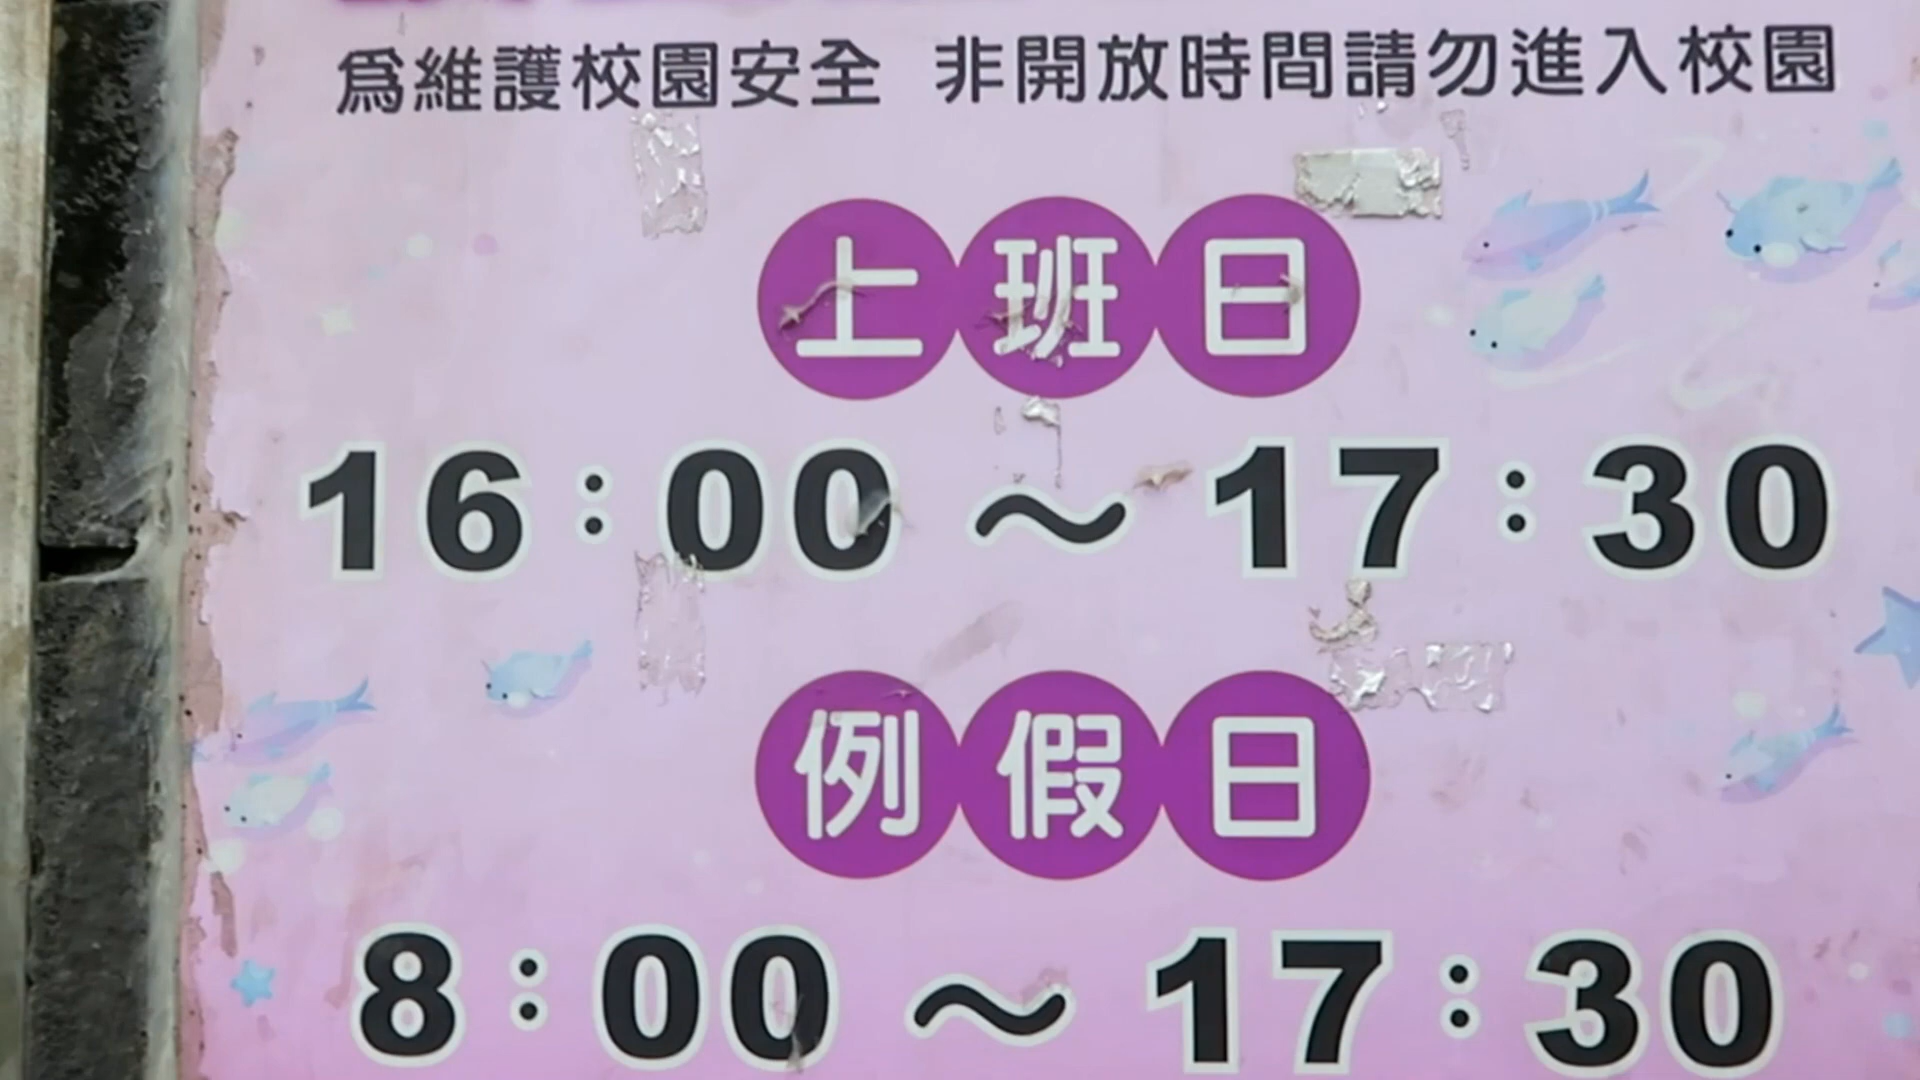 為維護校園安全 非開放時間請勿進入校園
上班日
16:00～17:30
例假日
8:00～17:30